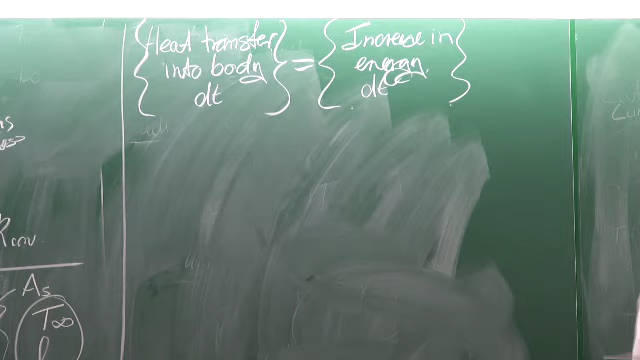 Heat transfer
into body
dt
=
Increase in
energy
dt
Rconv.
As
T∞